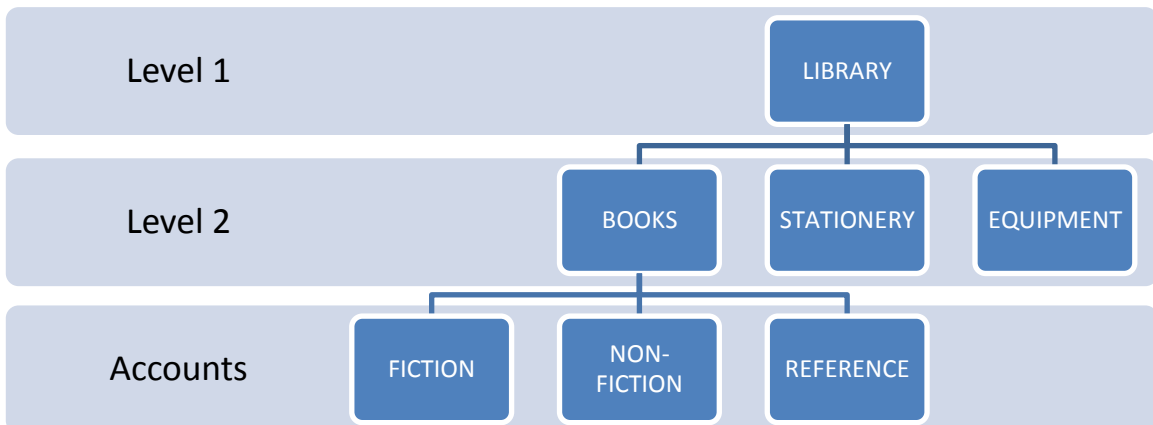 Level 1
LIBRARY
Level 2
BOOKS
STATIONERY
EQUIPMENT
Accounts
FICTION
NON-
FICTION
REFERENCE